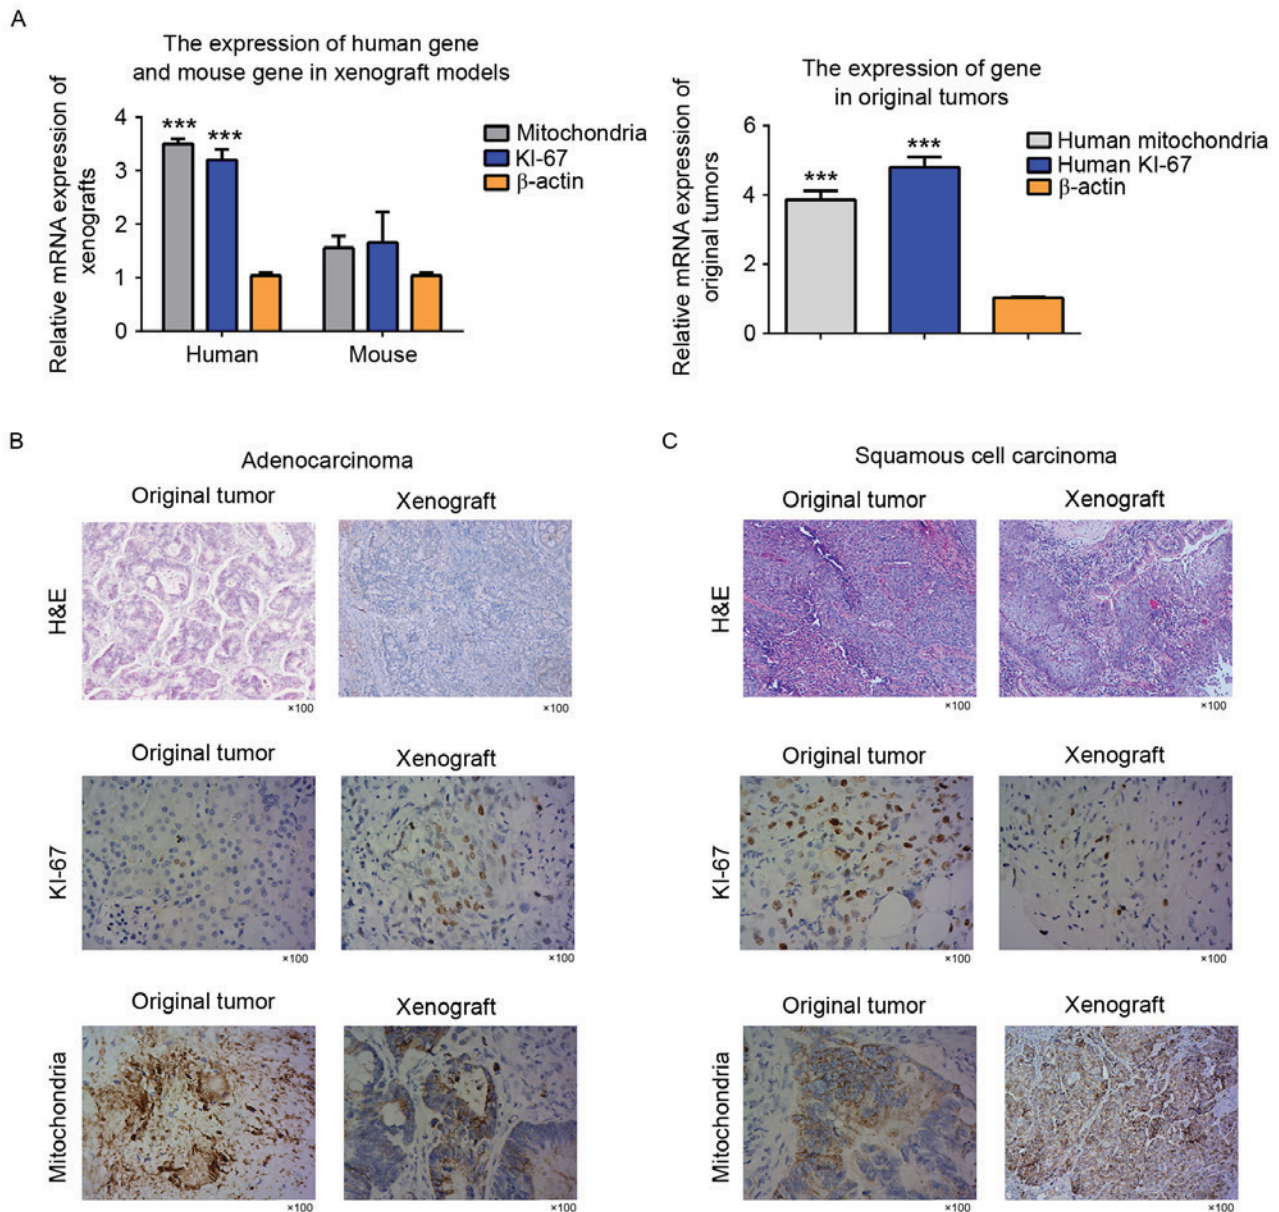 A
The expression of human gene
and mouse gene in xenograft models
Relative mRNA expression of
xenografts
4
3
2
1
0
*** ***
Mitochondria
KI-67
β-actin
Human Mouse
The expression of gene
in original tumors
Relative mRNA expression of
original tumors
6
4
2
0
*** ***
Human mitochondria
Human KI-67
β-actin
B
Adenocarcinoma
Original tumor Xenograft
H&E
×100 ×100
Original tumor Xenograft
KI-67
×100 ×100
Original tumor Xenograft
Mitochondria
×100 ×100
C
Squamous cell carcinoma
Original tumor Xenograft
H&E
×100 ×100
Original tumor Xenograft
KI-67
×100 ×100
Original tumor Xenograft
Mitochondria
×100 ×100